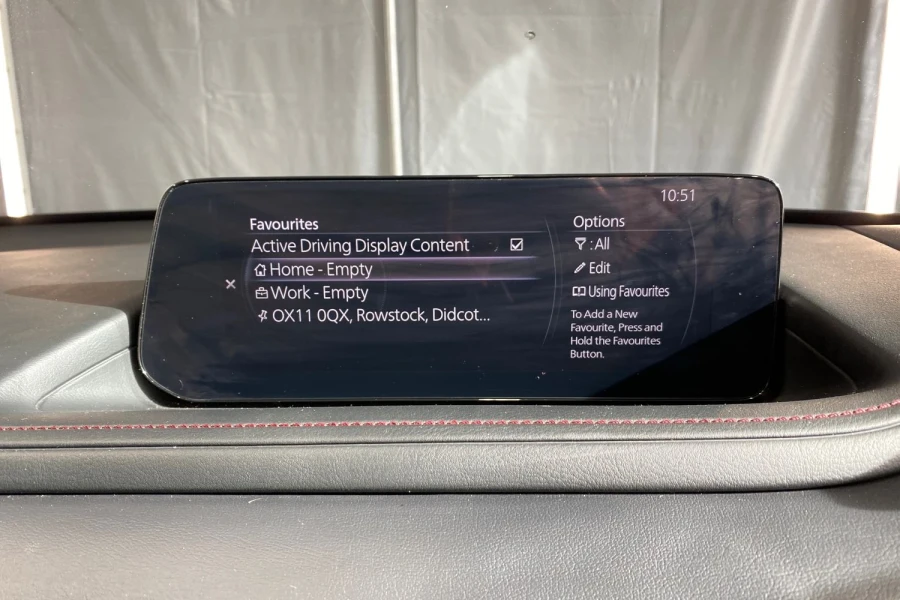 10:51
Favourites
Active Driving Display Content
Home - Empty
Work - Empty
OX11 0QX, Rowstock, Didcot...
Options
: All
Edit
Using Favourites
To Add a New
Favourite, Press and
Hold the Favourites
Button.